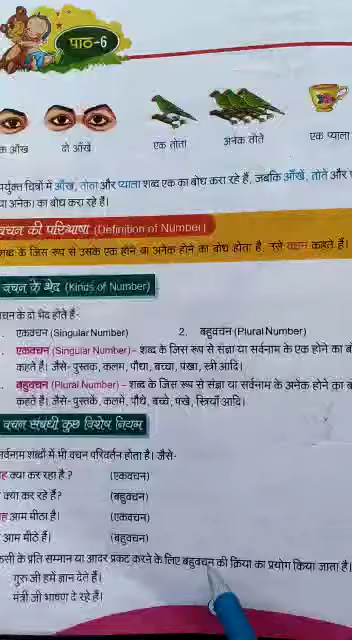 पाठ-6
आँख दो आँखें एक तोता अनेक तोते एक प्याला
चित्रों में आँख, तोता और प्याला शब्द एक का बोध करा रहे हैं, जबकि आँखें, तोते और
अनेक) का बोध करा रहे हैं।
वचन की परिभाषा (Definition of Number)
के जिस रूप से उसके एक होने या अनेक होने का बोध होता है, उसे वचन कहते हैं।
वचन के भेद (Kinds of Number)
के दो भेद होते हैं-
एकवचन (Singular Number) 2. बहुवचन (Plural Number)
एकवचन (Singular Number) – शब्द के जिस रूप से संज्ञा या सर्वनाम के एक होने का
कहते हैं। जैसे- पुस्तक, कलम, पौधा, बच्चा, पंखा, स्त्री आदि।
बहुवचन (Plural Number) – शब्द के जिस रूप से संज्ञा या सर्वनाम के अनेक होने का
कहते हैं। जैसे- पुस्तकें, कलमें, पौधे, बच्चे, पंखे, स्त्रियाँ आदि।
वचन संबंधी कुछ विशेष नियम
शब्दों में भी वचन परिवर्तन होता है। जैसे-
क्या कर रहा है? (एकवचन)
क्या कर रहे हैं? (बहुवचन)
आम मीठा है। (एकवचन)
आम मीठे हैं। (बहुवचन)
के प्रति सम्मान या आदर प्रकट करने के लिए बहुवचन की क्रिया का प्रयोग किया जाता है।
गुरु जी हमें ज्ञान देते हैं।
मंत्री जी भाषण दे रहे हैं।